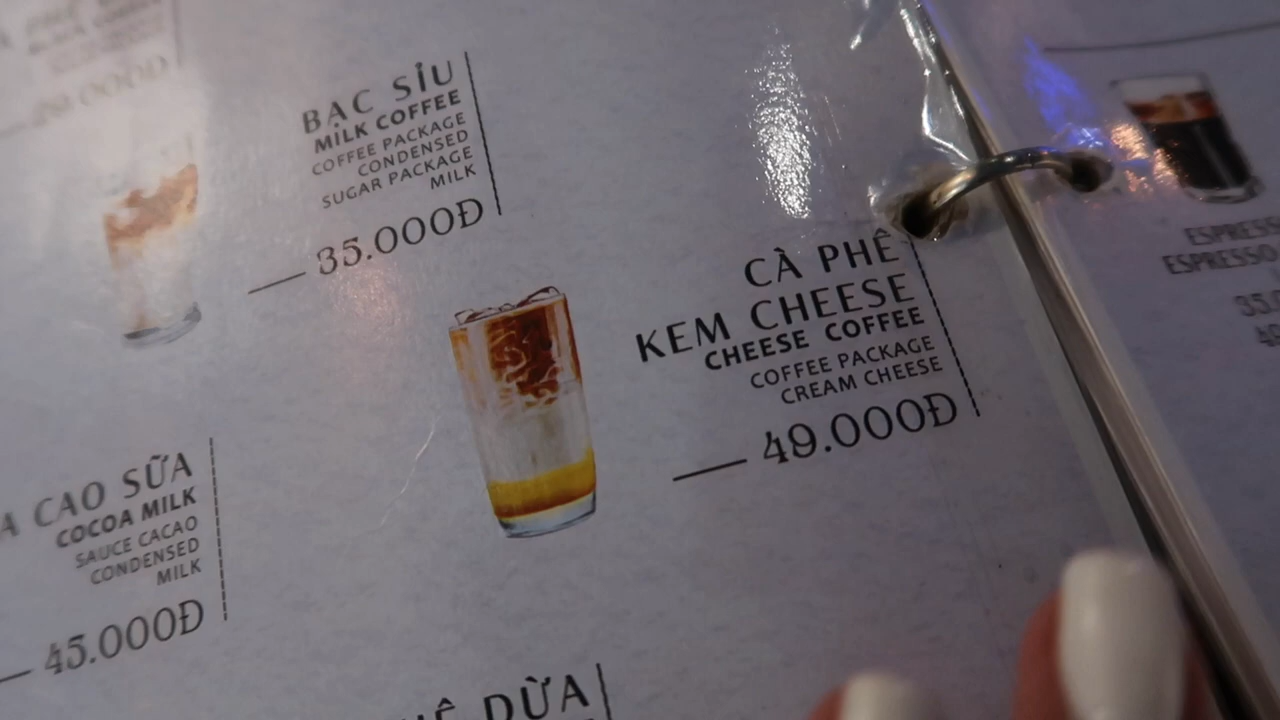 BẠC SỈU
MILK COFFEE
COFFEE PACKAGE
CONDENSED
SUGAR PACKAGE
MILK
35.000Đ
CÀ PHÊ
KEM CHEESE
CHEESE COFFEE
COFFEE PACKAGE
CREAM CHEESE
49.000Đ
CAO SỮA
COCOA MILK
SAUCE CACAO
CONDENSED
MILK
45.000Đ
DỪA
ESPRESSO